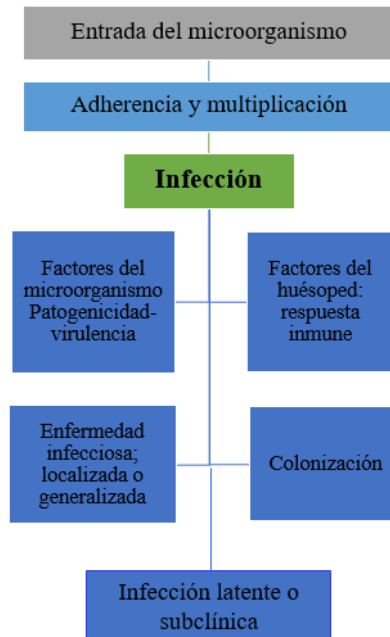 Entrada del microorganismo
Adherencia y multiplicación
Infección
Factores del
microorganismo
Patogenicidad-
virulencia
Factores del
huésoped:
respuesta
inmune
Enfermedad
infecciosa;
localizada o
generalizada
Colonización
Infección latente o
subclínica